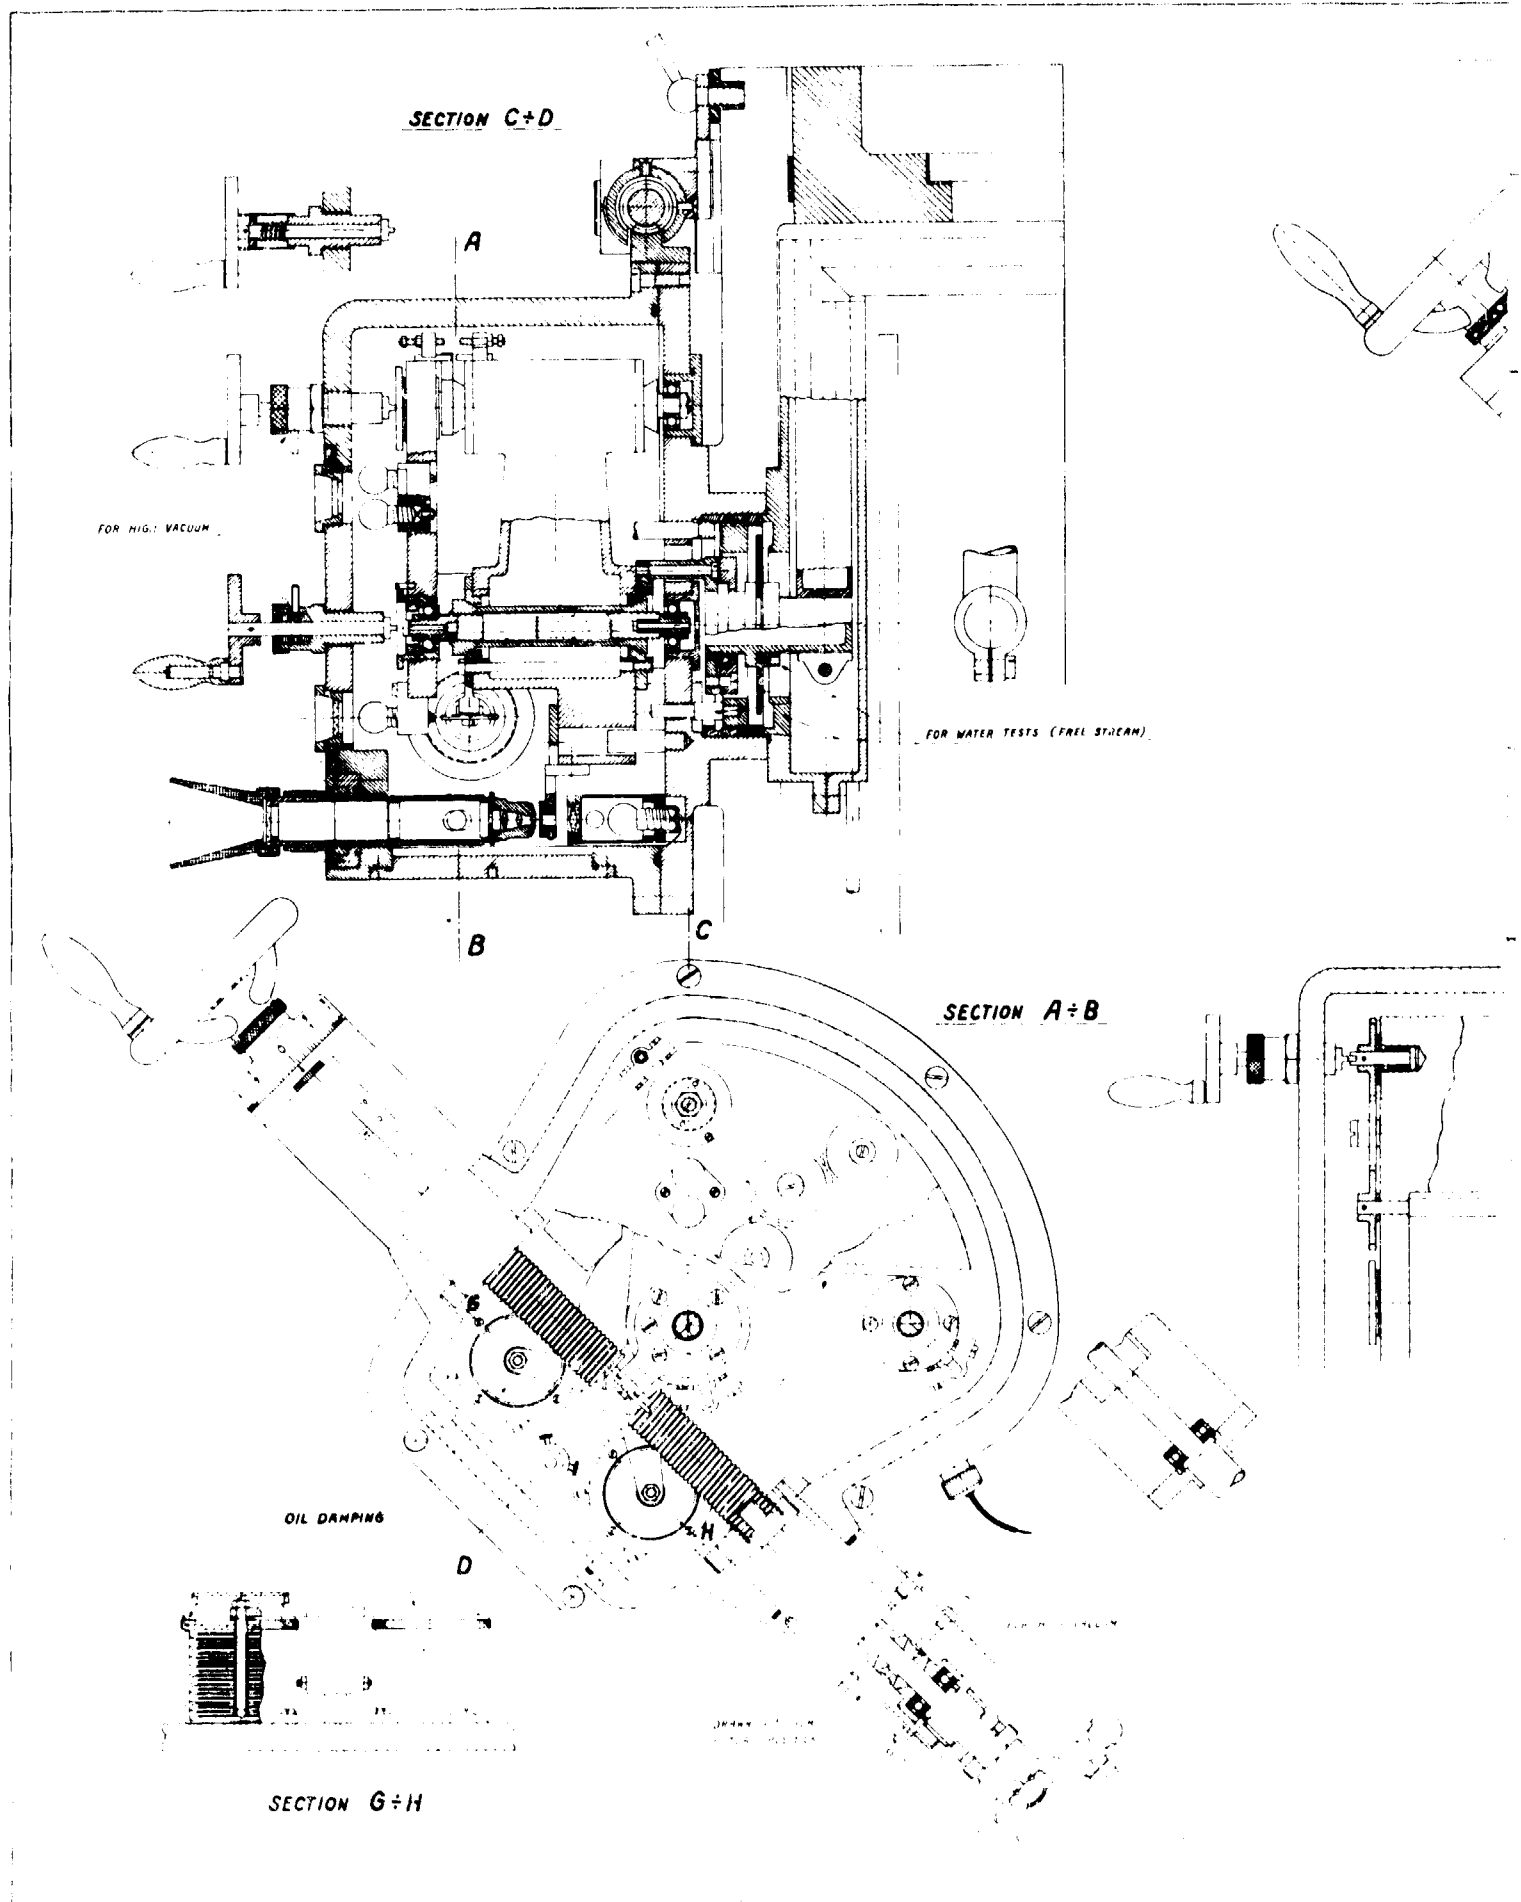 SECTION C÷D
A
FOR HIGH VACUUM
FOR WATER TESTS (FREE STREAM)
B
C
SECTION A÷B
G
H
OIL DAMPING
D
SECTION G÷H